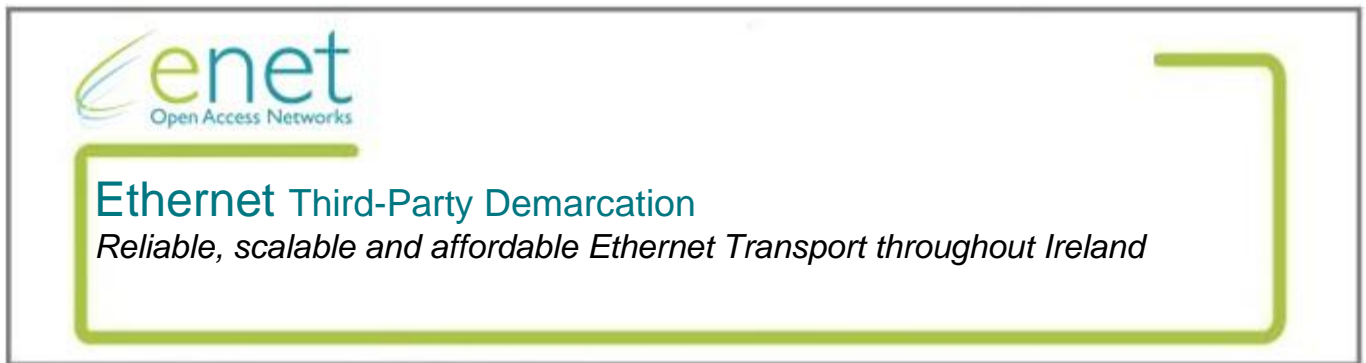 enet
Open Access Networks
Ethernet Third-Party Demarcation
Reliable, scalable and affordable Ethernet Transport throughout Ireland